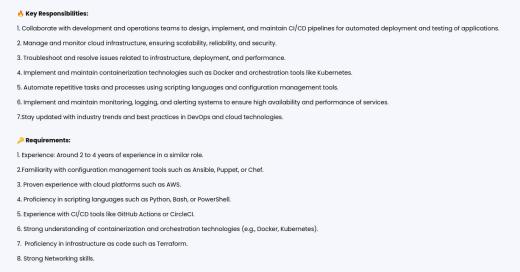 🔥 Key Responsibilities:
1. Collaborate with development and operations teams to design, implement, and maintain CI/CD pipelines for automated deployment and testing of applications.
2. Manage and monitor cloud infrastructure, ensuring scalability, reliability, and security.
3. Troubleshoot and resolve issues related to infrastructure, deployment, and performance.
4. Implement and maintain containerization technologies such as Docker and orchestration tools like Kubernetes.
5. Automate repetitive tasks and processes using scripting languages and configuration management tools.
6. Implement and maintain monitoring, logging, and alerting systems to ensure high availability and performance of services.
7.Stay updated with industry trends and best practices in DevOps and cloud technologies.
🔑 Requirements:
1. Experience: Around 2 to 4 years of experience in a similar role.
2.Familiarity with configuration management tools such as Ansible, Puppet, or Chef.
3. Proven experience with cloud platforms such as AWS.
4. Proficiency in scripting languages such as Python, Bash, or PowerShell.
5. Experience with CI/CD tools like GitHub Actions or CircleCI.
6. Strong understanding of containerization and orchestration technologies (e.g., Docker, Kubernetes).
7. Proficiency in infrastructure as code such as Terraform.
8. Strong Networking skills.